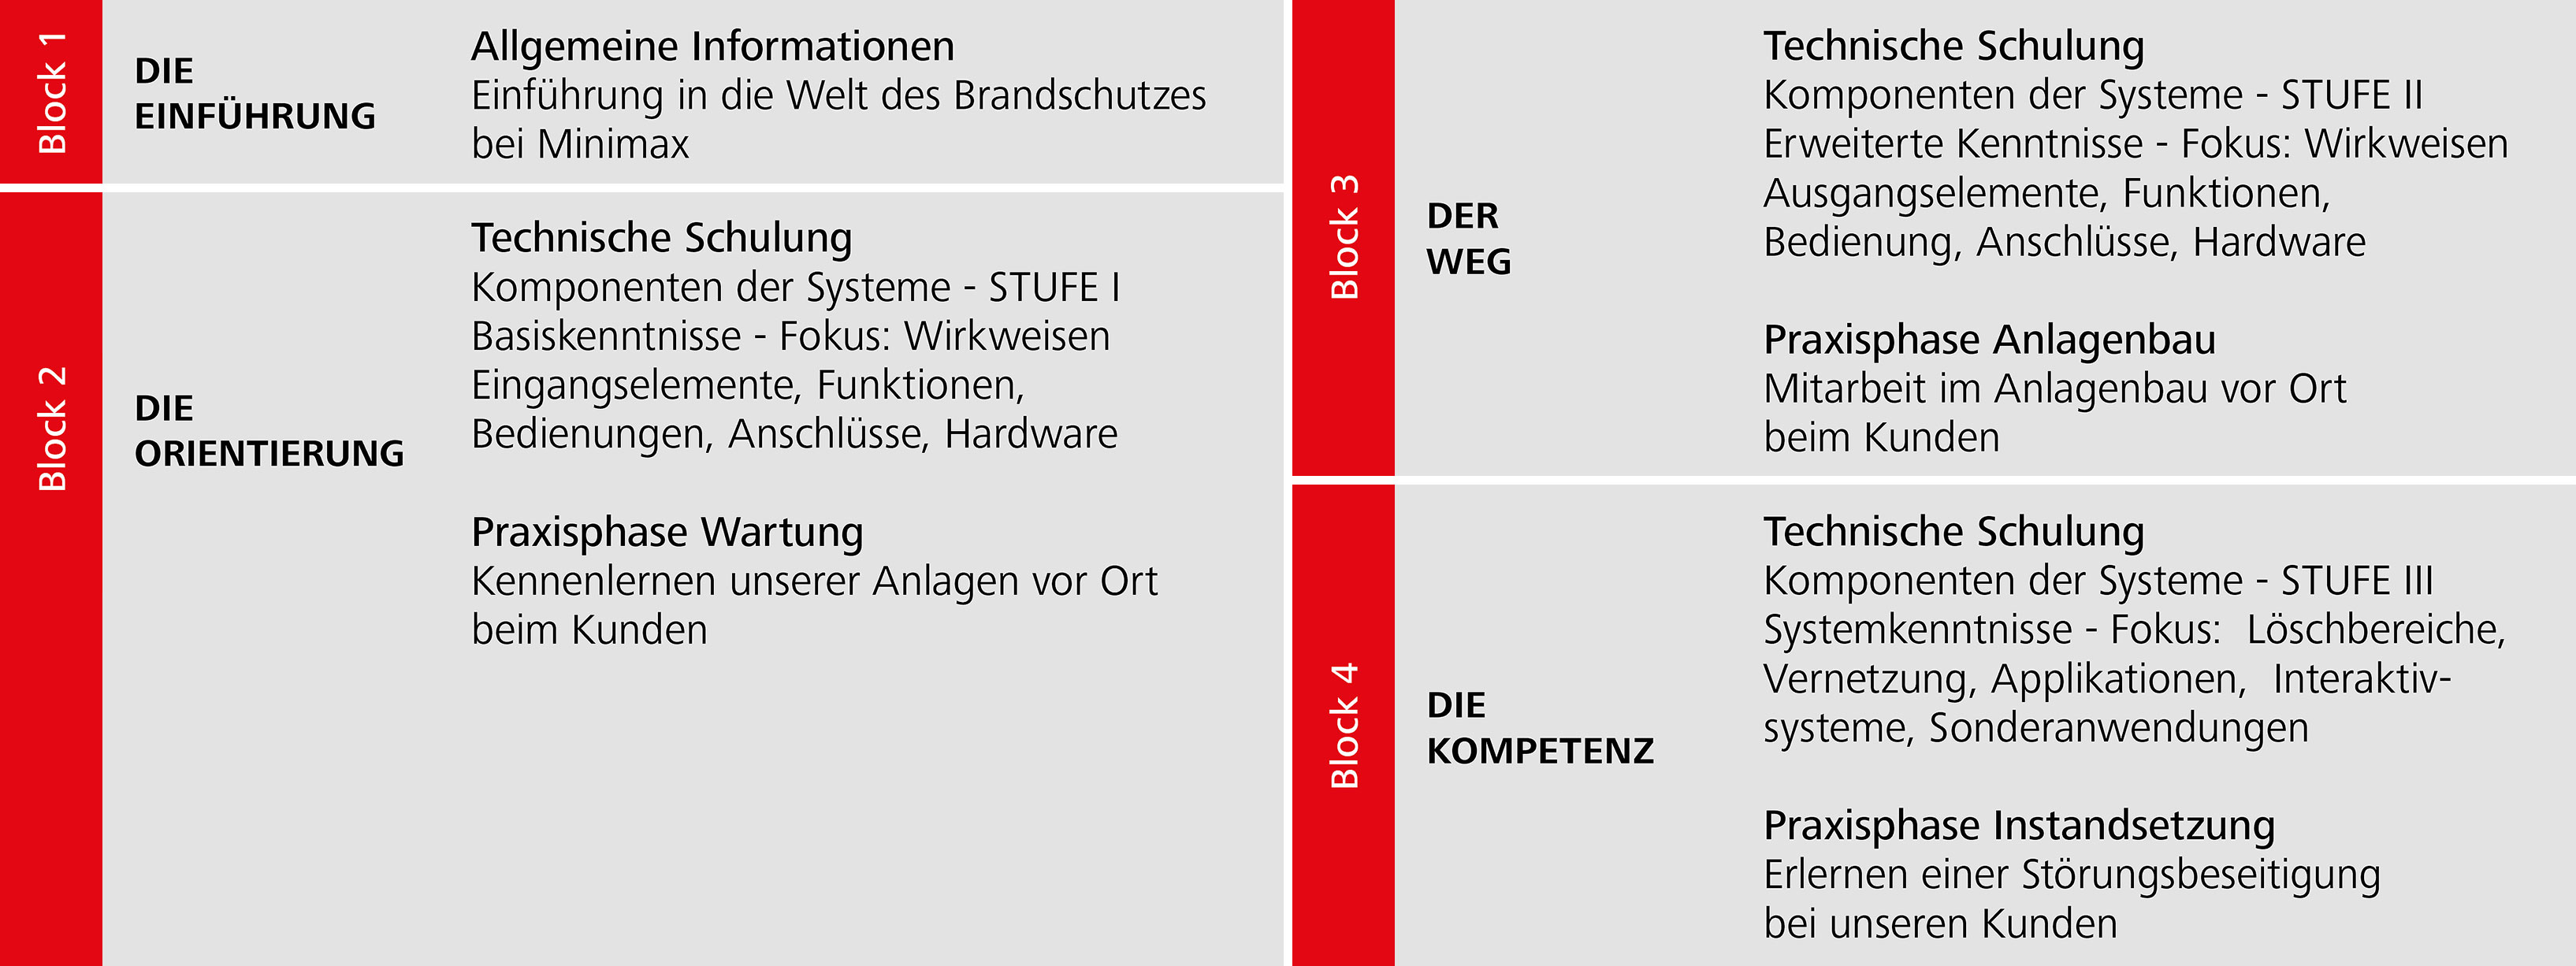 Block 1
DIE
EINFÜHRUNG
Allgemeine Informationen
Einführung in die Welt des Brandschutzes
bei Minimax
Block 2
DIE
ORIENTIERUNG
Technische Schulung
Komponenten der Systeme - STUFE I
Basiskenntnisse - Fokus: Wirkweisen
Eingangselemente, Funktionen,
Bedienungen, Anschlüsse, Hardware
Praxisphase Wartung
Kennenlernen unserer Anlagen vor Ort
beim Kunden
Block 3
DER
WEG
Technische Schulung
Komponenten der Systeme - STUFE II
Erweiterte Kenntnisse - Fokus: Wirkweisen
Ausgangselemente, Funktionen,
Bedienung, Anschlüsse, Hardware
Praxisphase Anlagenbau
Mitarbeit im Anlagenbau vor Ort
beim Kunden
Block 4
DIE
KOMPETENZ
Technische Schulung
Komponenten der Systeme - STUFE III
Systemkenntnisse - Fokus:  Löschbereiche,
Vernetzung, Applikationen,  Interaktiv-
systeme, Sonderanwendungen
Praxisphase Instandsetzung
Erlernen einer Störungsbeseitigung
bei unseren Kunden